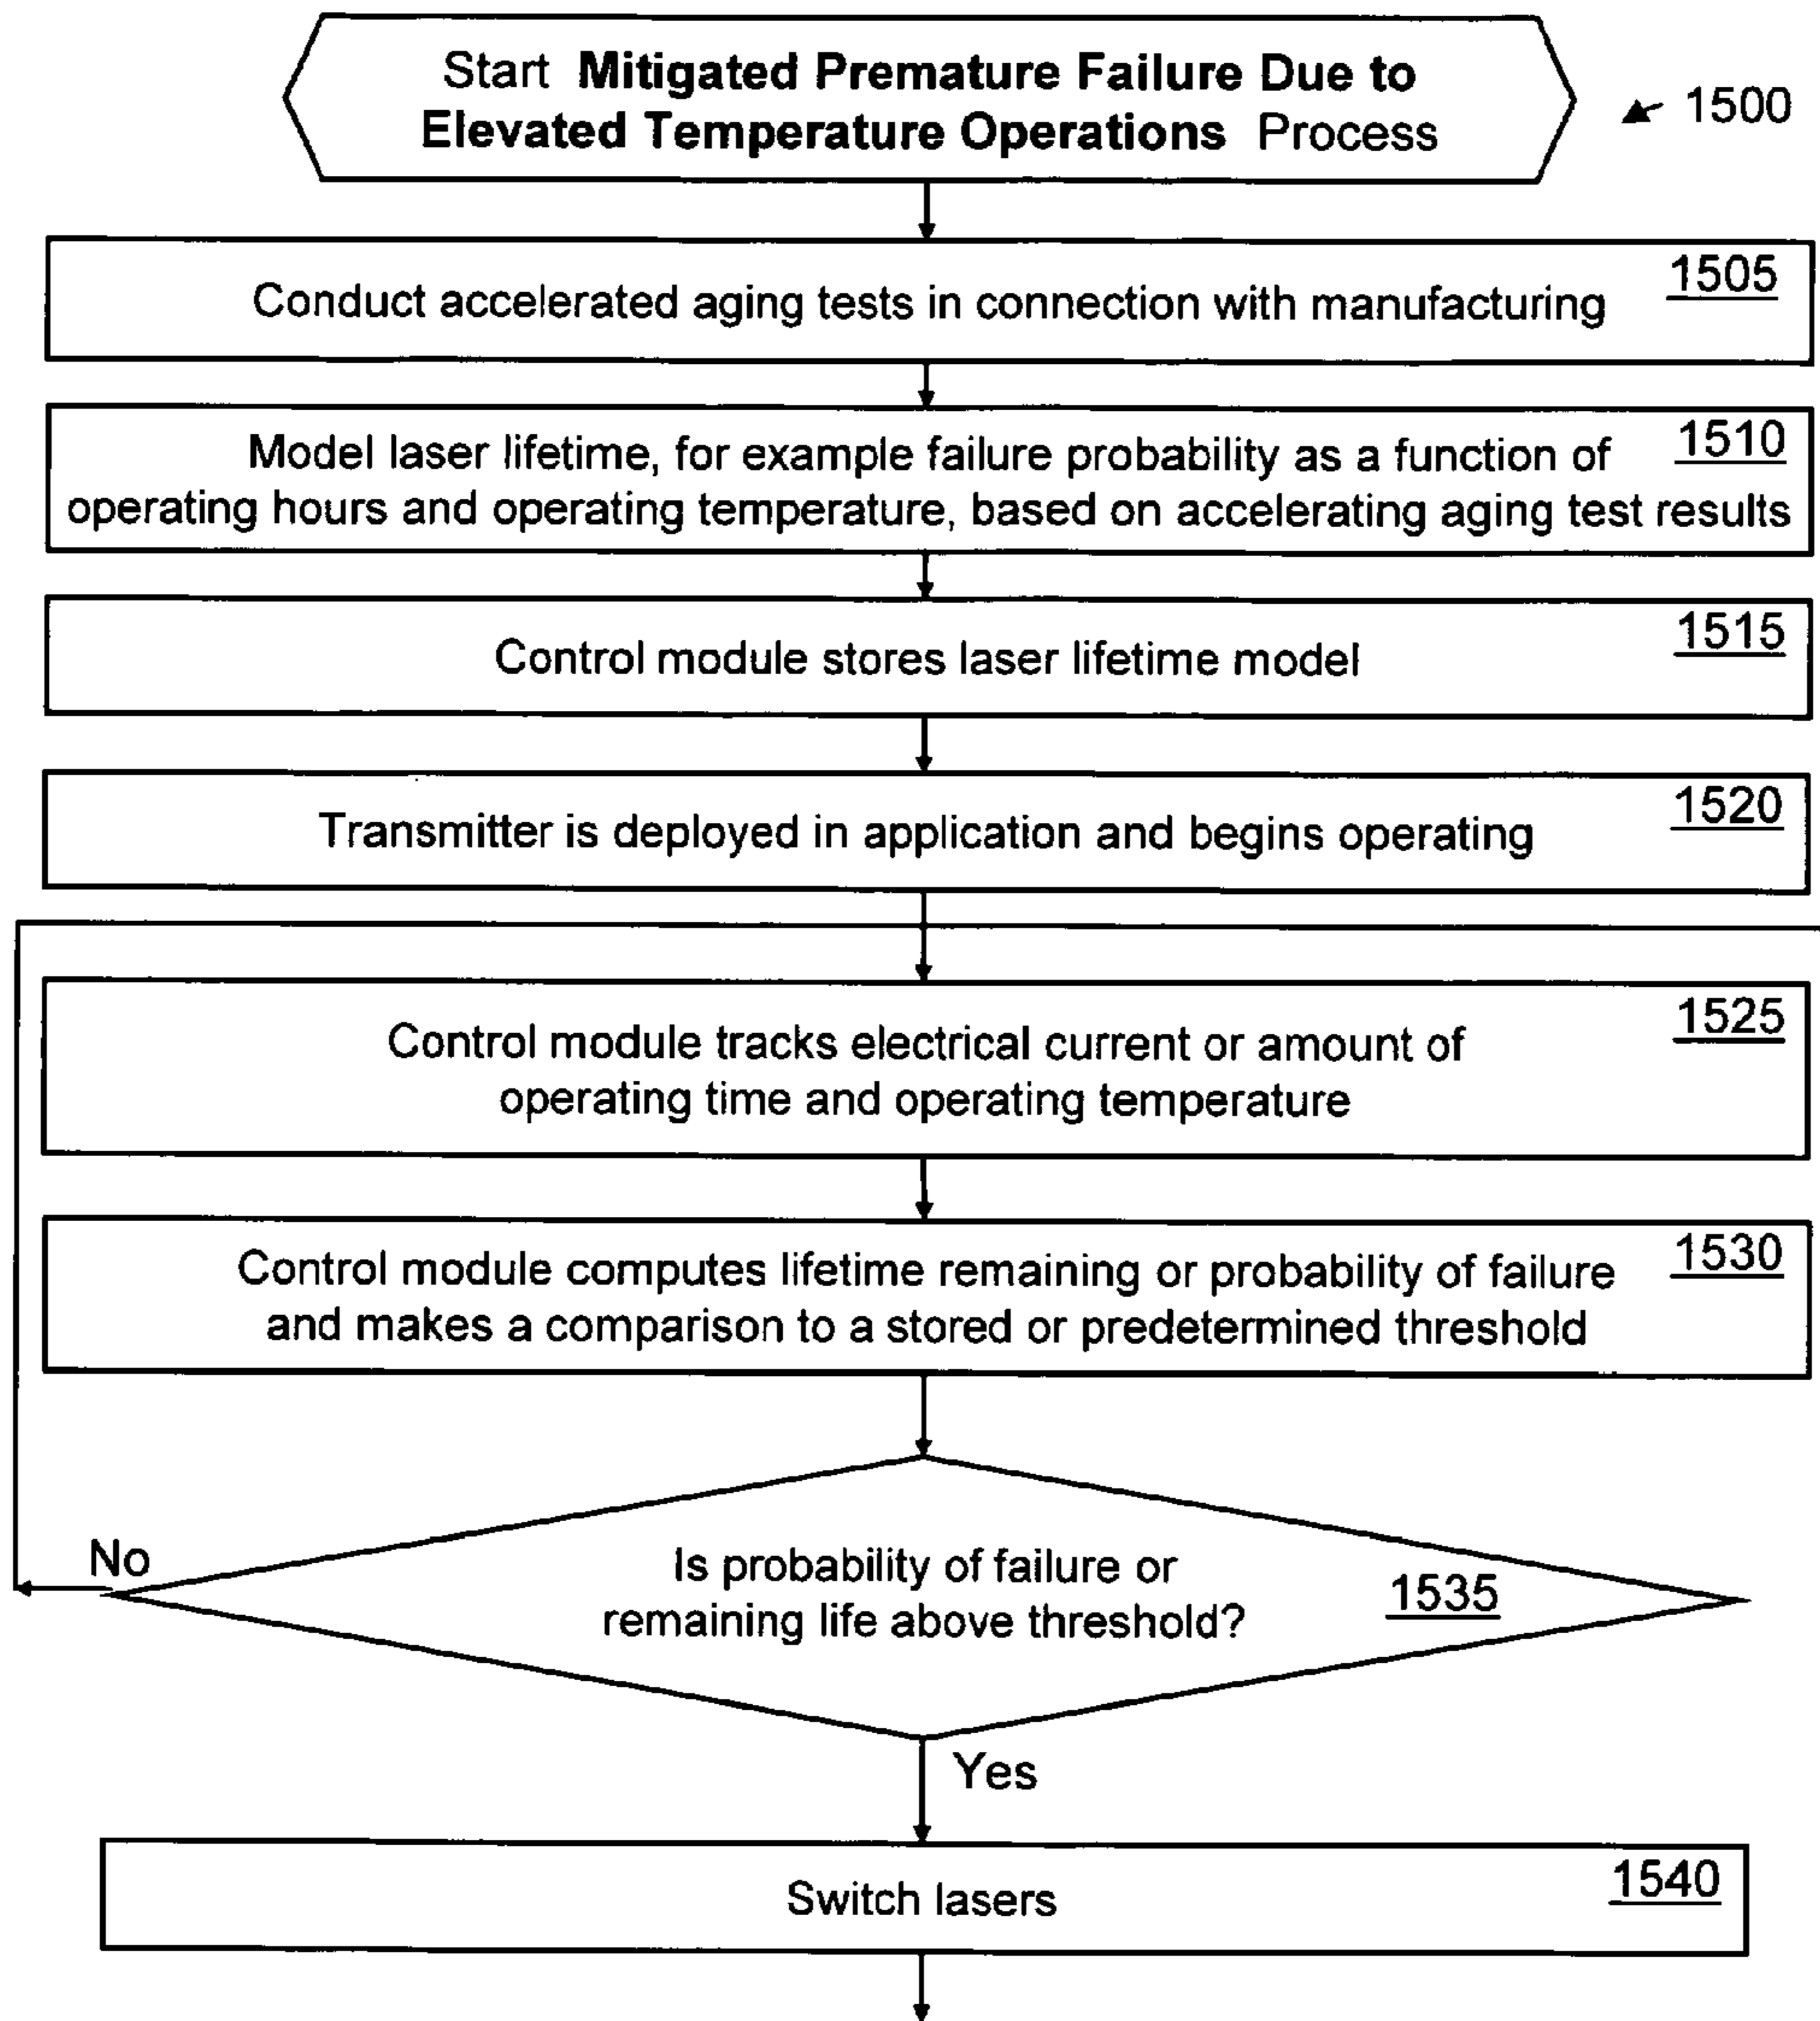 Start Mitigated Premature Failure Due to
Elevated Temperature Operations Process
1500
1505
Conduct accelerated aging tests in connection with manufacturing
1510
Model laser lifetime, for example failure probability as a function of
operating hours and operating temperature, based on accelerating aging test results
1515
Control module stores laser lifetime model
1520
Transmitter is deployed in application and begins operating
1525
Control module tracks electrical current or amount of
operating time and operating temperature
1530
Control module computes lifetime remaining or probability of failure
and makes a comparison to a stored or predetermined threshold
No
Is probability of failure or
remaining life above threshold?
1535
Yes
1540
Switch lasers